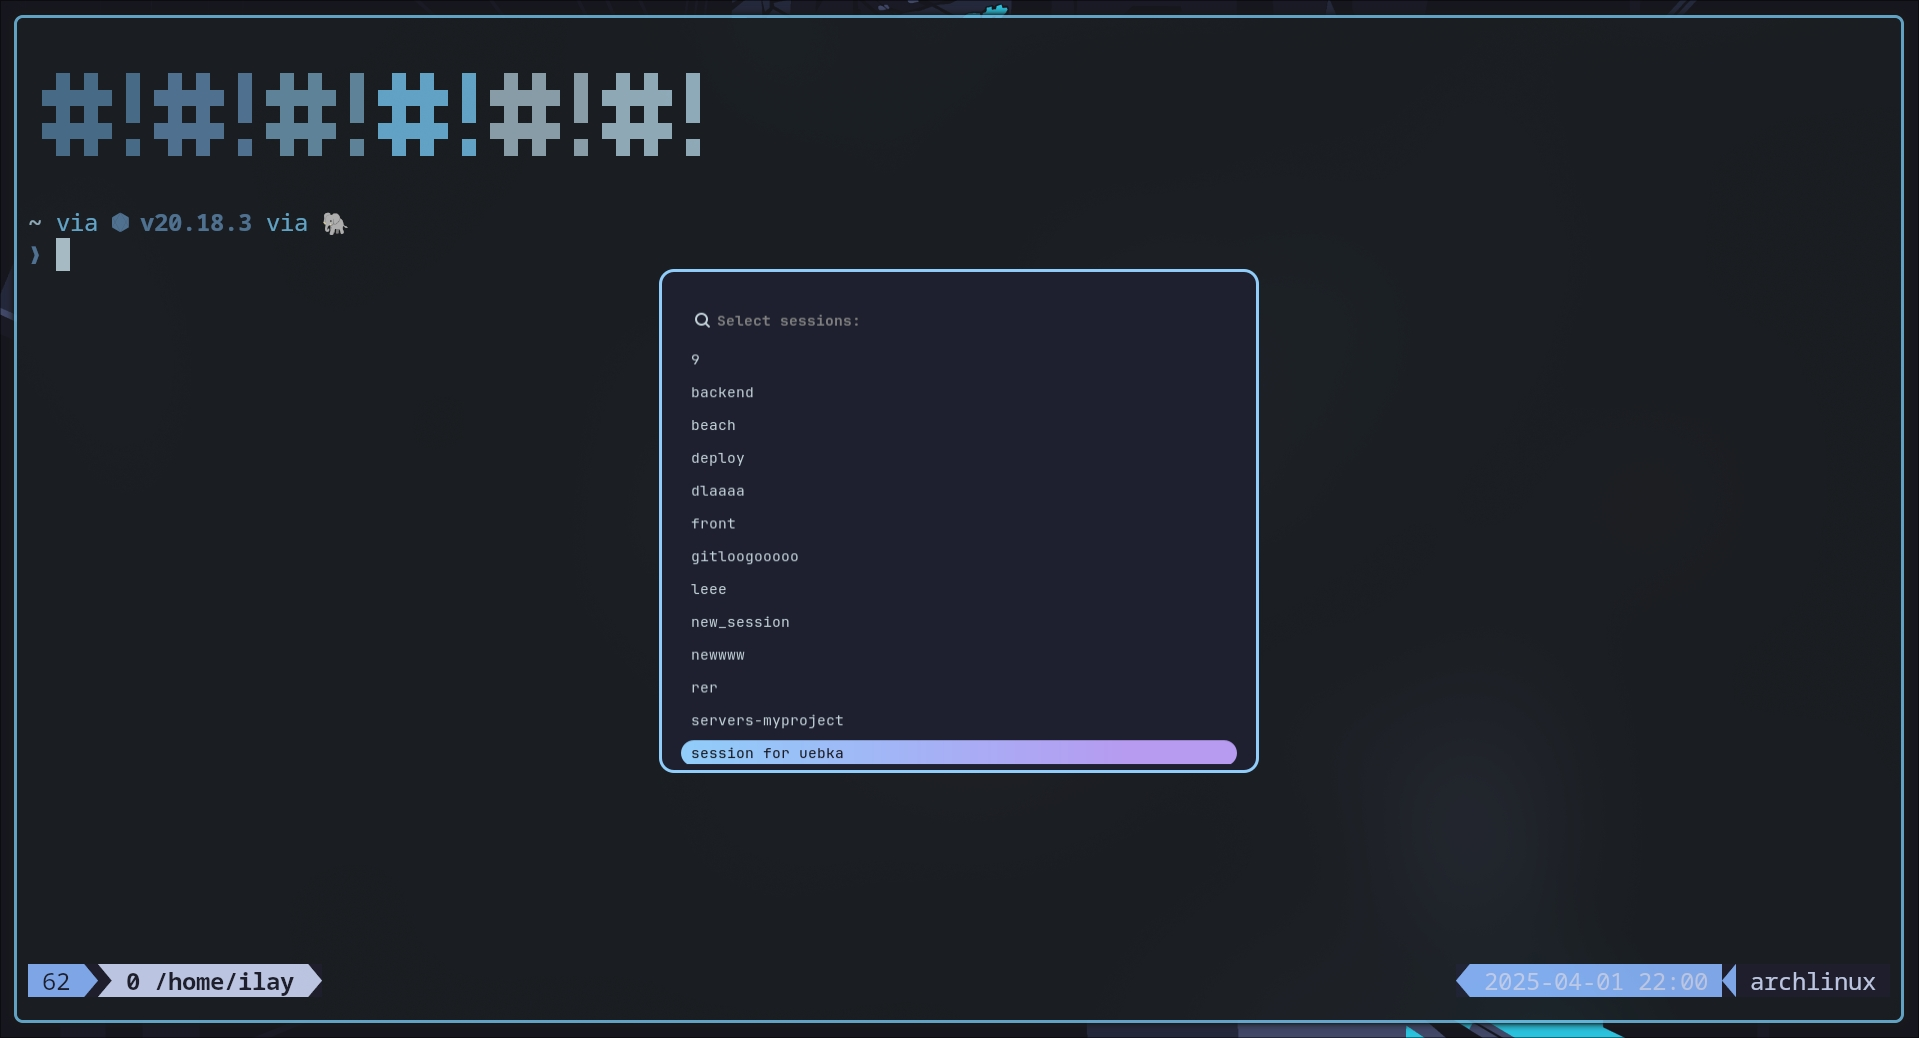 #!#!#!#!#!#!
~ via ⬢ v20.18.3 via 🐘
❯
Select sessions:
9
backend
beach
deploy
dlaaaa
front
gitloogooooo
leee
new_session
newwww
rer
servers-myproject
session for vebka
62 0 /home/ilay 2025-04-01 22:00 archlinux